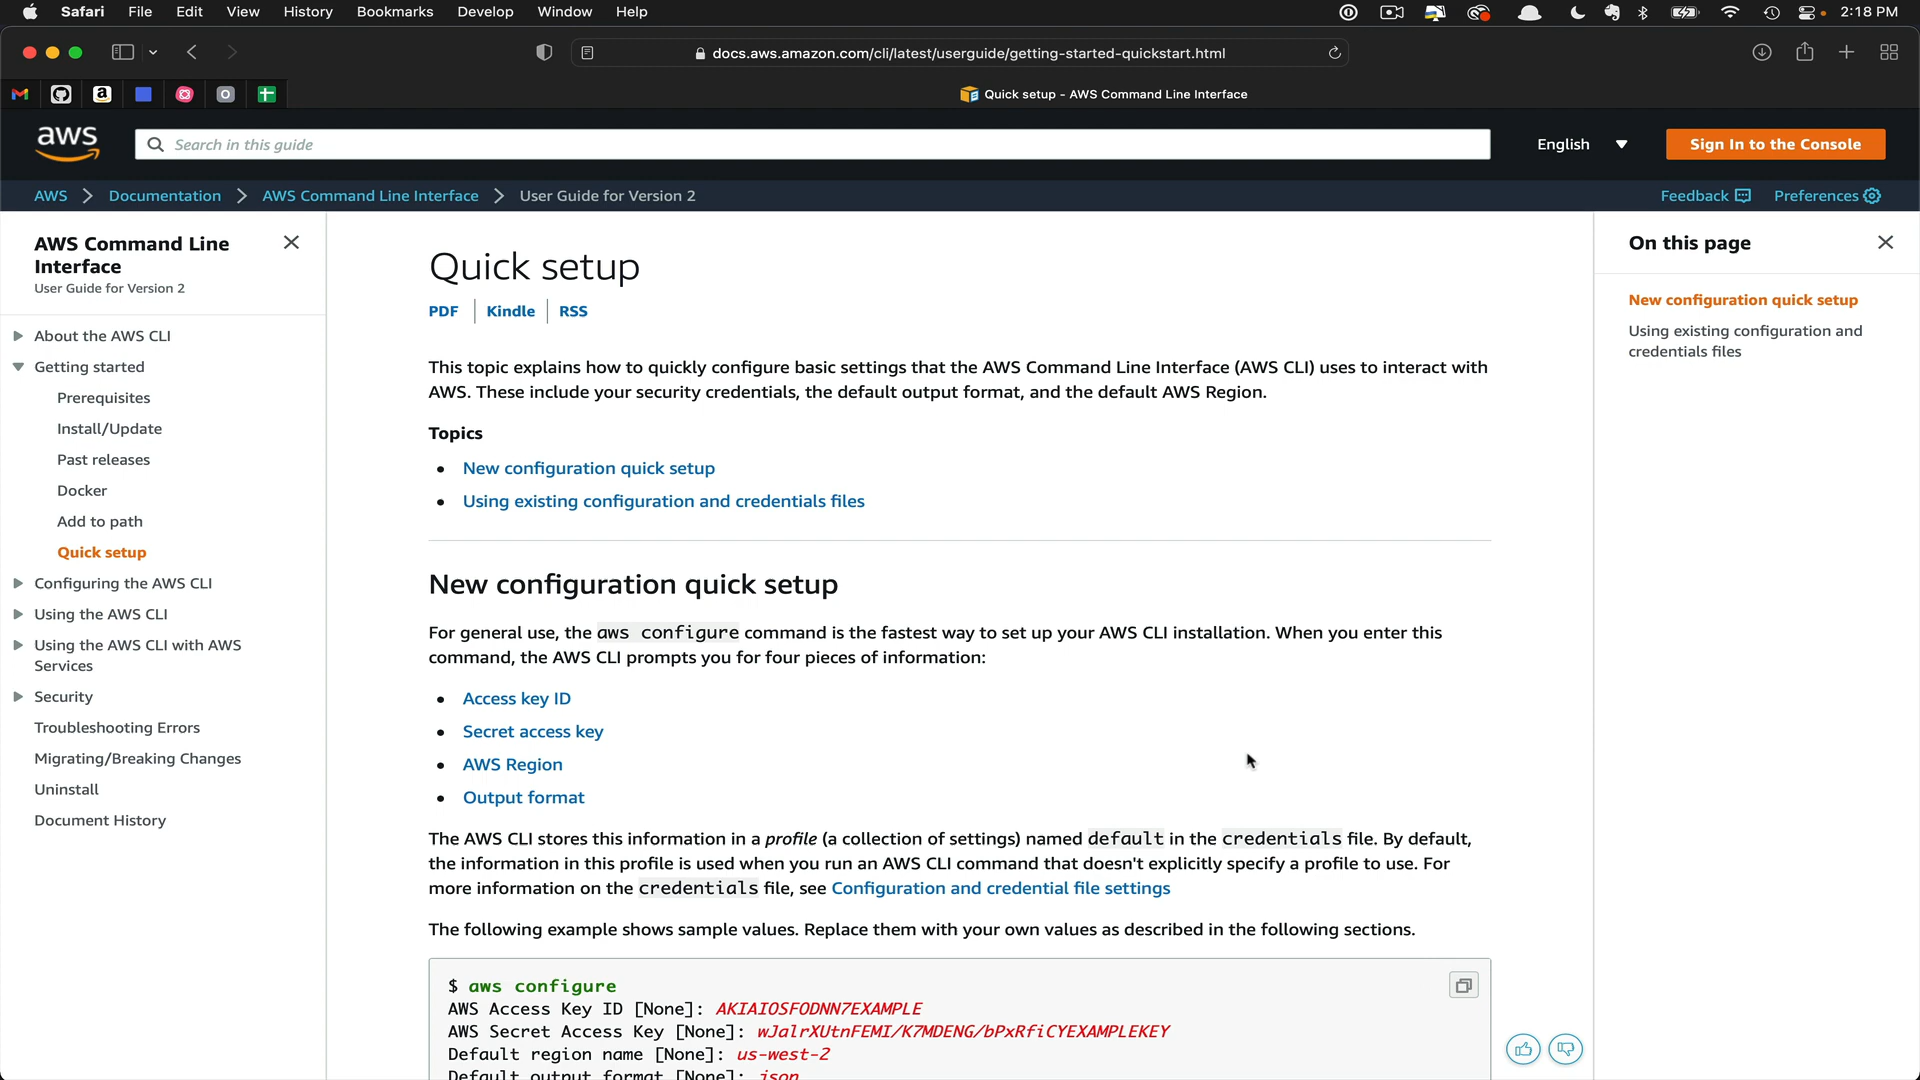 Safari File Edit View History Bookmarks Develop Window Help 2:18 PM
docs.aws.amazon.com/cli/latest/userguide/getting-started-quickstart.html
Quick setup - AWS Command Line Interface
aws Search in this guide English Sign In to the Console
AWS Documentation AWS Command Line Interface User Guide for Version 2 Feedback Preferences
AWS Command Line
Interface
User Guide for Version 2
About the AWS CLI
Getting started
Prerequisites
Install/Update
Past releases
Docker
Add to path
Quick setup
Configuring the AWS CLI
Using the AWS CLI
Using the AWS CLI with AWS
Services
Security
Troubleshooting Errors
Migrating/Breaking Changes
Uninstall
Document History
Quick setup
PDF Kindle RSS
This topic explains how to quickly configure basic settings that the AWS Command Line Interface (AWS CLI) uses to interact with
AWS. These include your security credentials, the default output format, and the default AWS Region.
Topics
• New configuration quick setup
• Using existing configuration and credentials files
New configuration quick setup
For general use, the aws configure command is the fastest way to set up your AWS CLI installation. When you enter this
command, the AWS CLI prompts you for four pieces of information:
• Access key ID
• Secret access key
• AWS Region
• Output format
The AWS CLI stores this information in a profile (a collection of settings) named default in the credentials file. By default,
the information in this profile is used when you run an AWS CLI command that doesn't explicitly specify a profile to use. For
more information on the credentials file, see Configuration and credential file settings
The following example shows sample values. Replace them with your own values as described in the following sections.
$ aws configure
AWS Access Key ID [None]: AKIAIOSFODNN7EXAMPLE
AWS Secret Access Key [None]: wJalrXUtnFEMI/K7MDENG/bPxRfiCYEXAMPLEKEY
Default region name [None]: us-west-2
Default output format [None]: json
On this page
New configuration quick setup
Using existing configuration and
credentials files